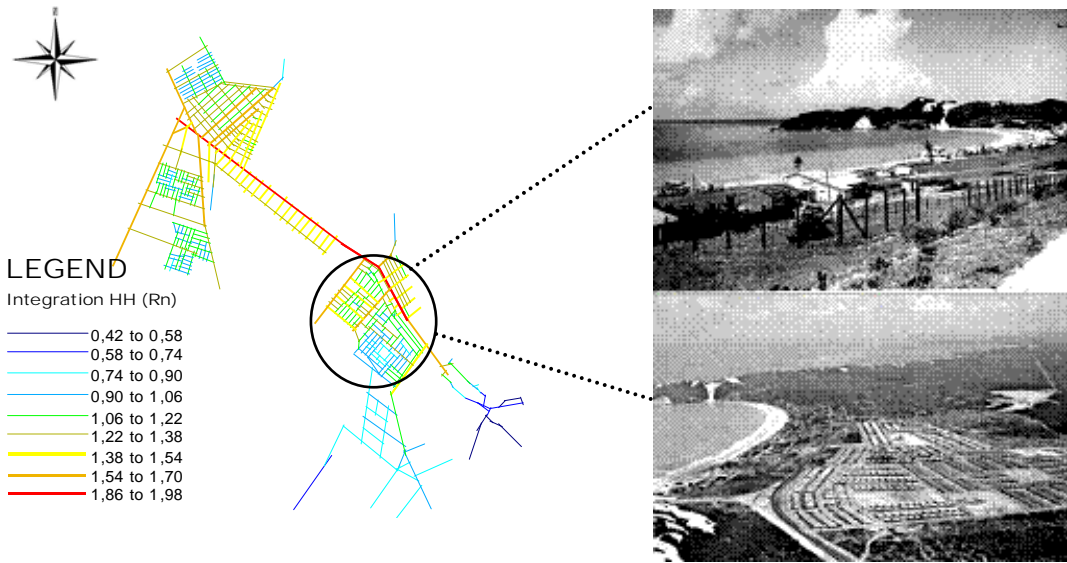 N
LEGEND
Integration HH (Rn)
0,42 to 0,58
0,58 to 0,74
0,74 to 0,90
0,90 to 1,06
1,06 to 1,22
1,22 to 1,38
1,38 to 1,54
1,54 to 1,70
1,86 to 1,98